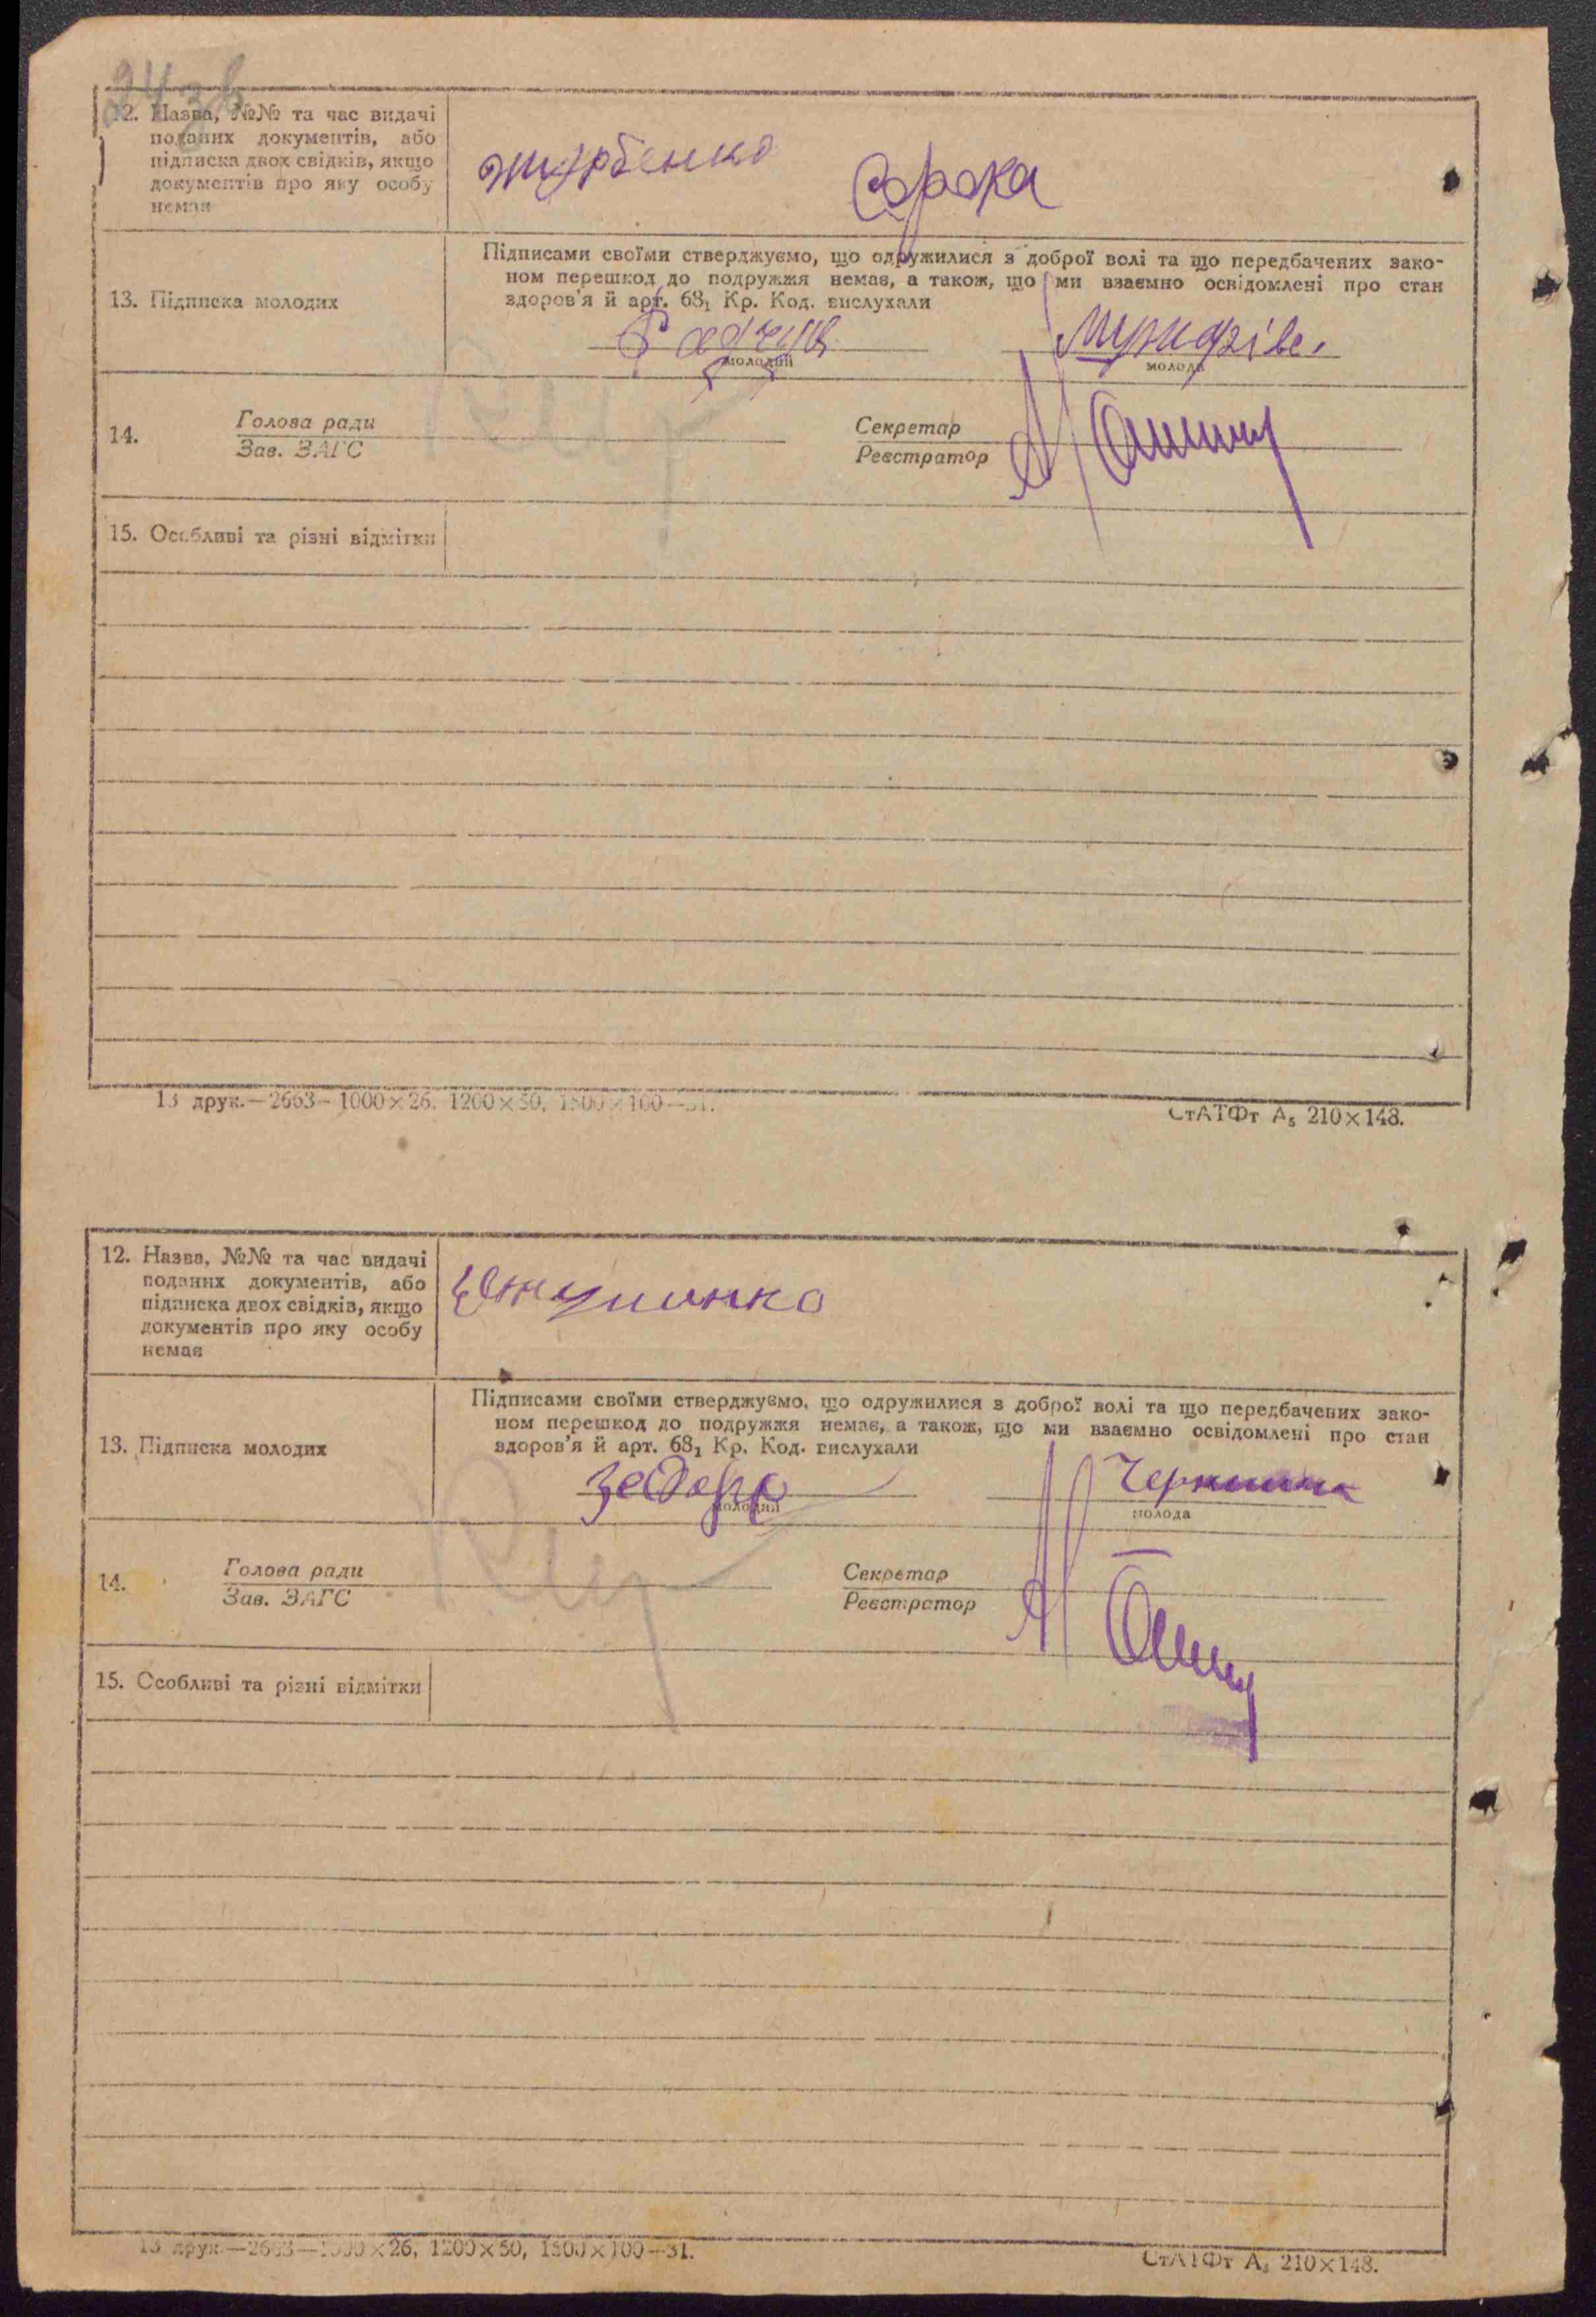 12. Назва, №№ та час видачі
поданих документів, або
підписка двох свідків, якщо
документів про яку особу
немає
Журбенко
Сорока
13. Підписка молодих
Підписами своїми стверджуємо, що одружилися з доброї волі та що передбачених зако-
ном перешкод до подружжя немає, а також, що ми взаємно освідомлені про стан
здоров'я й арт. 68₁ Кр. Код. вислухали
молодий
молода
14.
Голова ради
Зав. ЗАГС
Секретар
Реєстратор
15. Особливі та різні відмітки
13 друк.—2663—1000×26, 1200×50, 1500×100—31.
СтАТФт А₅ 210×148.
12. Назва, №№ та час видачі
поданих документів, або
підписка двох свідків, якщо
документів про яку особу
немає
13. Підписка молодих
Підписами своїми стверджуємо, що одружилися з доброї волі та що передбачених зако-
ном перешкод до подружжя немає, а також, що ми взаємно освідомлені про стан
здоров'я й арт. 68₁ Кр. Код. вислухали
молодий
молода
14.
Голова ради
Зав. ЗАГС
Секретар
Реєстратор
15. Особливі та різні відмітки
13 друк.—2663—1000×26, 1200×50, 1500×100—31.
СтАТФт А₅ 210×148.